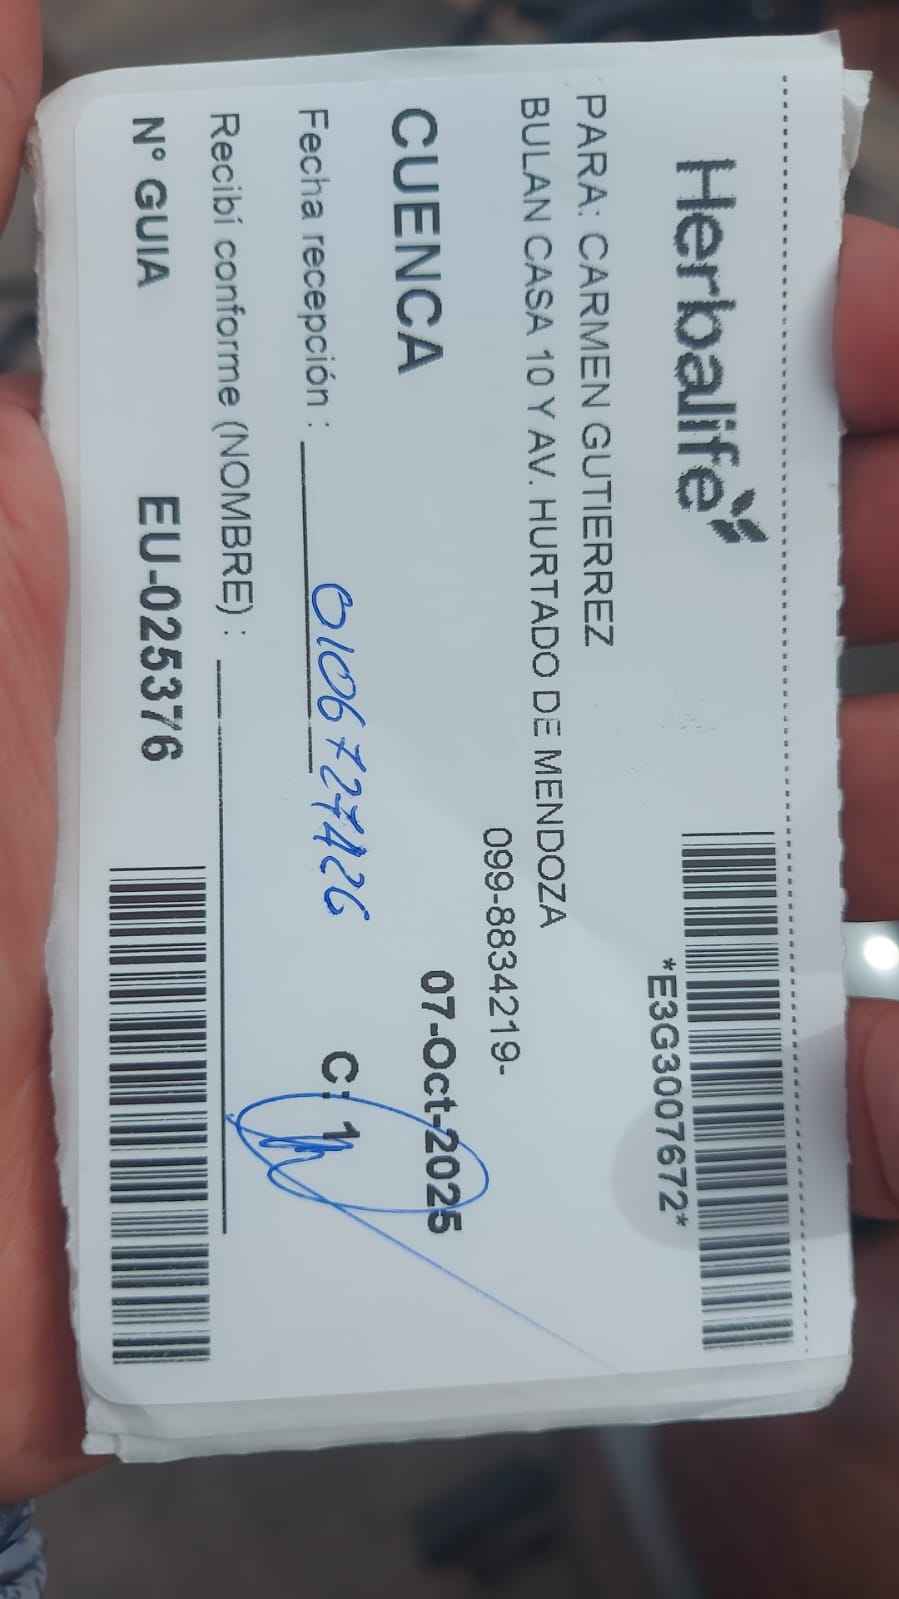 Herbalife
*E3G3007672*
PARA: CARMEN GUTIERREZ
BULAN CASA 10 Y AV. HURTADO DE MENDOZA
099-8834219-
CUENCA
07-Oct-2025
Fecha recepción :
0106727426
C: 1
Recibí conforme (NOMBRE) :
N° GUIA
EU-025376